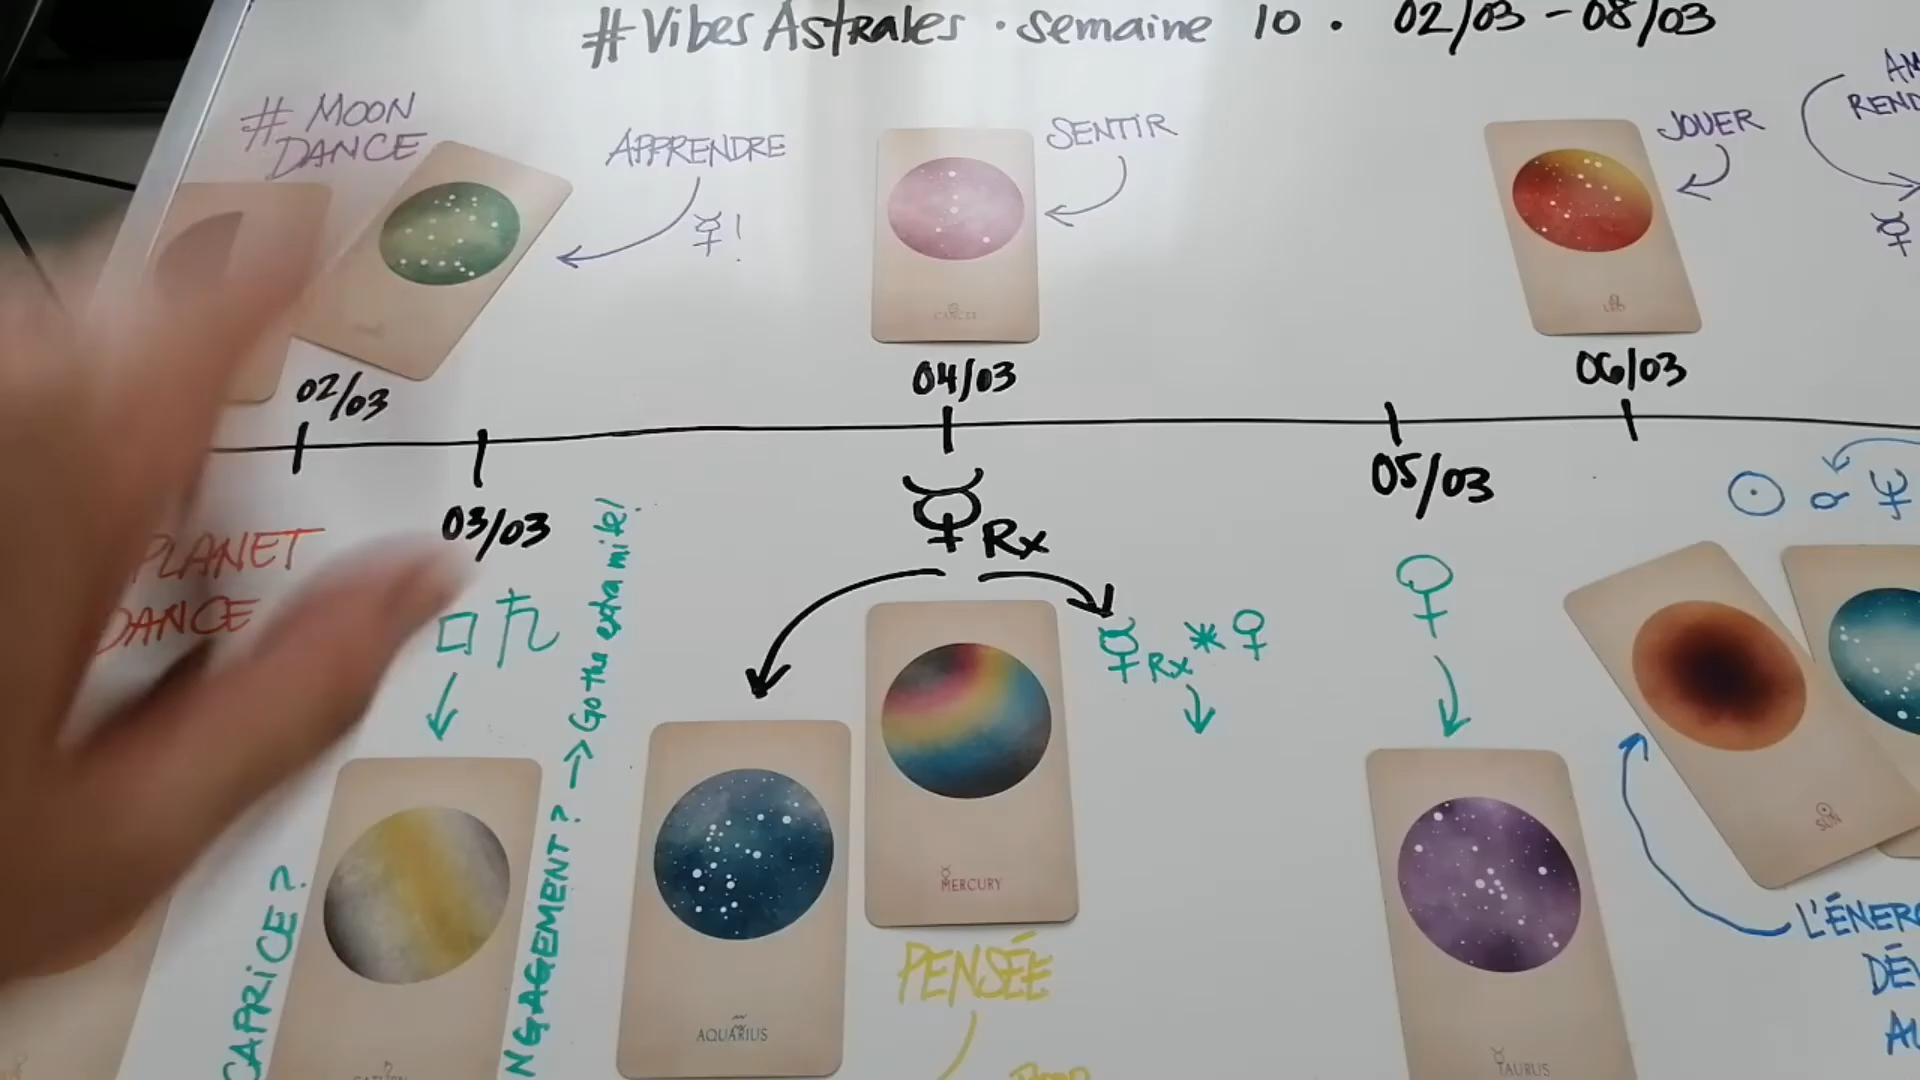 #Vibes Astrales · semaine 10 · 02/03 - 08/03
# MOON
DANCE
APPRENDRE
!
SENTIR
JOUER
CANCER
LEO
02/03
04/03
06/03
03/03
05/03
Rx
PLANET
DANCE
Go the extra mile!
Rx
CAPRICE?
MERCURY
SUN
AQUARIUS
PENSÉE
TAURUS